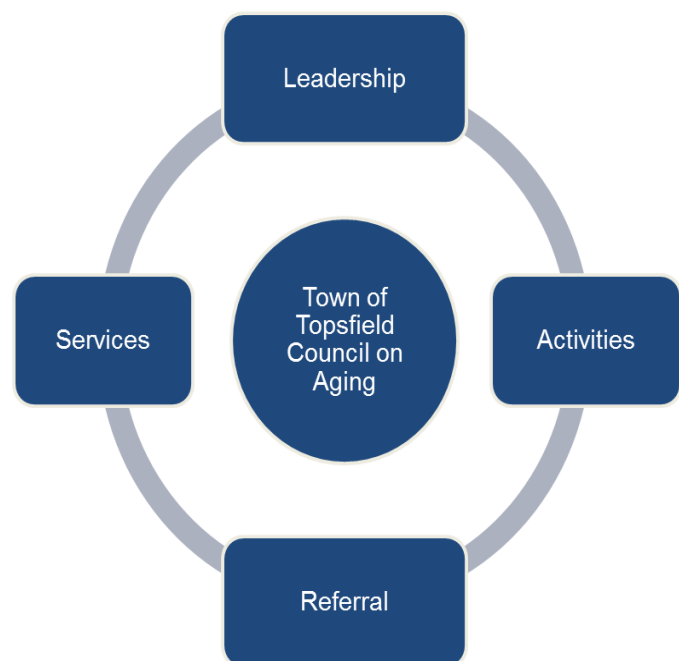 Leadership
Services
Town of
Topsfield
Council on
Aging
Activities
Referral